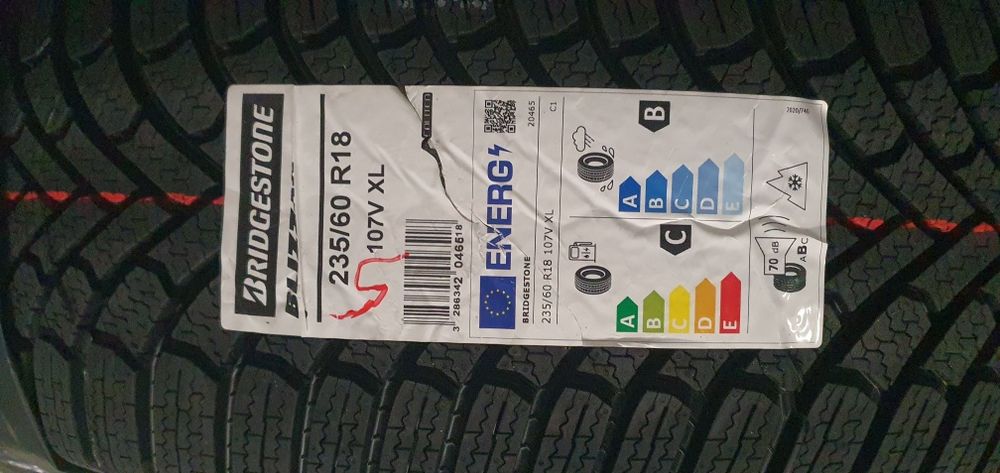 BRIDGESTONE
235/60 R18
107V XL
3 286342 046518
ENERG
BRIDGESTONE
20465
235/60 R18 107V XL
C1
A
B
C
D
E
C
A
B
C
D
E
B
2020/740
70 dB
ABC